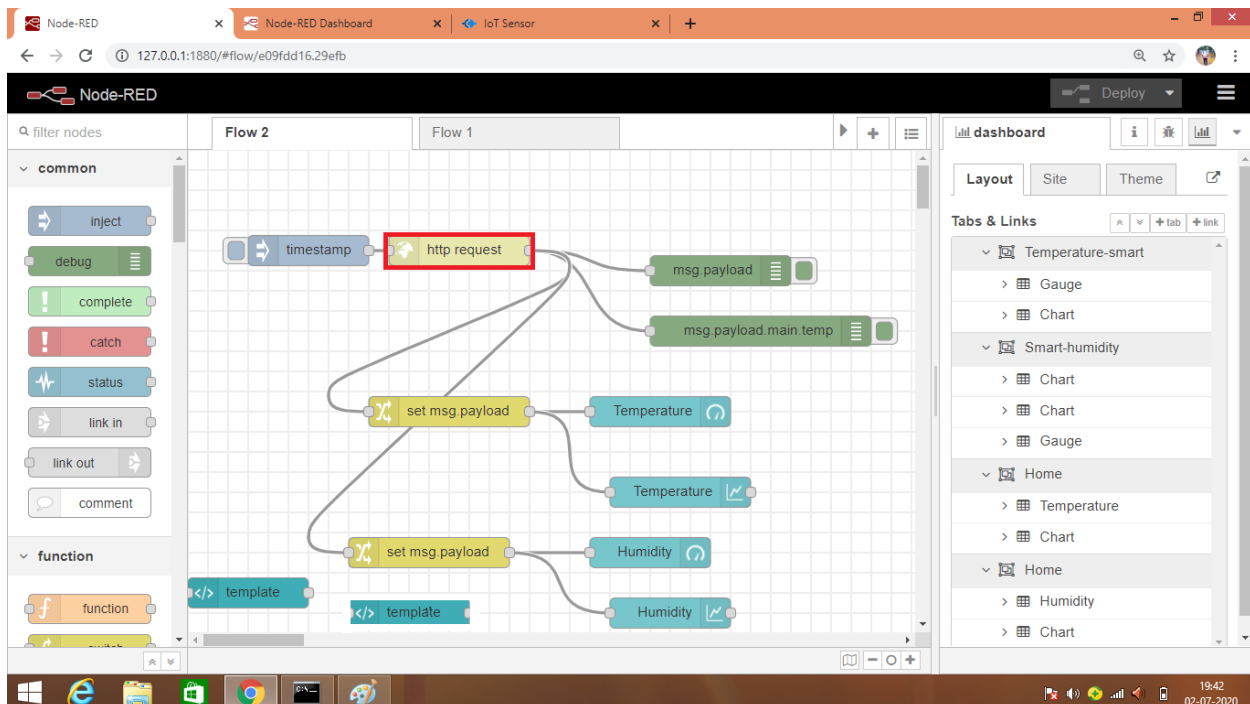 Node-RED
Node-RED Dashboard
IoT Sensor
127.0.0.1:1880/#flow/e09fdd16.29efb
Node-RED
Deploy
filter nodes
Flow 2
Flow 1
dashboard
common
inject
debug
complete
catch
status
link in
link out
comment
function
function
timestamp
http request
msg.payload
msg.payload.main.temp
set msg.payload
Temperature
Temperature
set msg.payload
Humidity
Humidity
template
template
Layout
Site
Theme
Tabs & Links
+ tab
+ link
Temperature-smart
Gauge
Chart
Smart-humidity
Chart
Chart
Gauge
Home
Temperature
Chart
Home
Humidity
Chart
19:42
02-07-2020